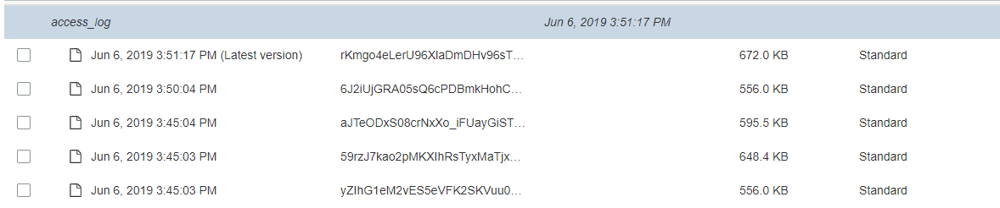 access_log Jun 6, 2019 3:51:17 PM
Jun 6, 2019 3:51:17 PM (Latest version) rKmgo4eLerU96XIaDmDHv96sT… 672.0 KB Standard
Jun 6, 2019 3:50:04 PM 6J2iUjGRA05sQ6cPDBmkHohC… 556.0 KB Standard
Jun 6, 2019 3:45:04 PM aJTeODxS08crNxXo_iFUayGiST… 595.5 KB Standard
Jun 6, 2019 3:45:03 PM 59rzJ7kao2pMKXIhRsTyxMaTjx… 648.4 KB Standard
Jun 6, 2019 3:45:03 PM yZIhG1eM2vES5eVFK2SKVuu0… 556.0 KB Standard